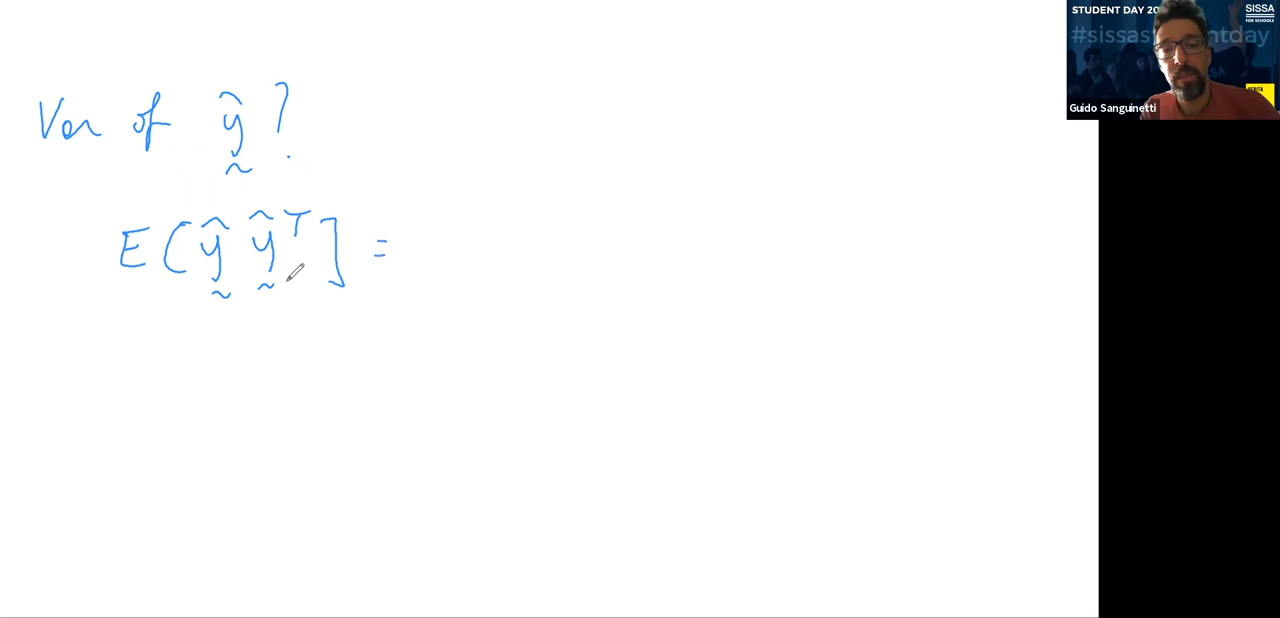 STUDENT DAY 20
SISSA
FOR SCHOOLS
#sissas ntday
Guido Sanguinetti
Var of ŷ ?
~
E [ ŷ ŷᵀ ] =
~ ~